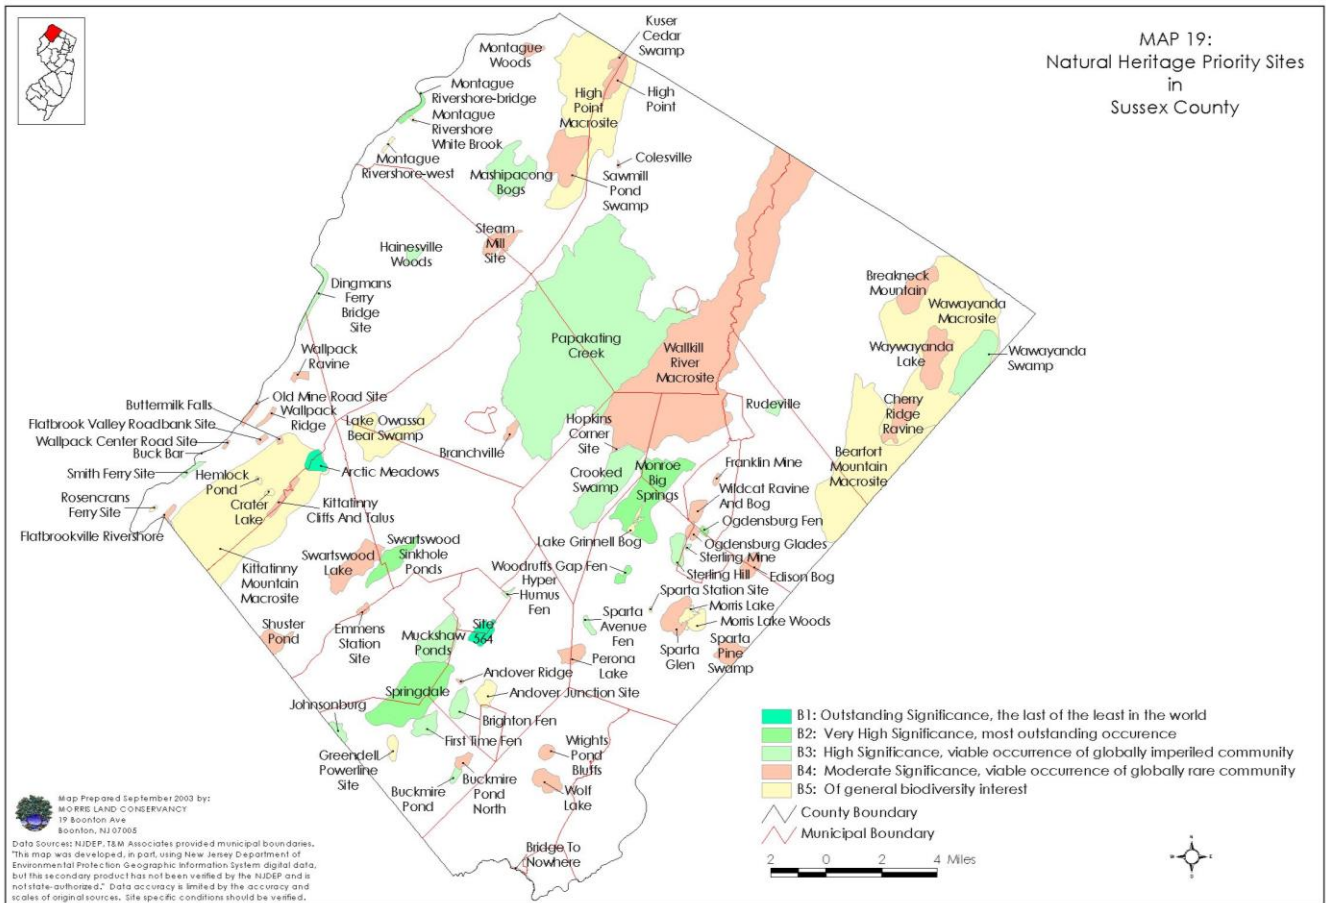 MAP 19:
Natural Heritage Priority Sites
in
Sussex County
Kuser
Cedar
Swamp
Montague
Woods
High
Point
Macrosite
High
Point
Montague
Rivershore-bridge
Montague
Rivershore
White Brook
Montague
Rivershore-west
Mashipacong
Bogs
Colesville
Sawmill
Pond
Swamp
Steam
Mill
Site
Hainesville
Woods
Dingmans
Ferry
Bridge
Site
Breakneck
Mountain
Wawayanda
Macrosite
Waywayanda
Lake
Wawayanda
Swamp
Papakating
Creek
Wallkill
River
Macrosite
Wallpack
Ravine
Old Mine Road Site
Buttermilk Falls
Wallpack
Ridge
Flatbrook Valley Roadbank Site
Wallpack Center Road Site
Buck Bar
Smith Ferry Site
Lake Owassa
Bear Swamp
Branchville
Hopkins
Corner
Site
Rudeville
Cherry
Ridge
Ravine
Bearfort
Mountain
Macrosite
Arctic Meadows
Hemlock
Pond
Crater
Lake
Kittatinny
Cliffs And Talus
Rosencrans
Ferry Site
Flatbrookville Rivershore
Kittatinny
Mountain
Macrosite
Crooked
Swamp
Monroe
Big
Springs
Franklin Mine
Wildcat Ravine
And Bog
Ogdensburg Fen
Ogdensburg Glades
Lake Grinnell Bog
Sterling Mine
Sterling Hill
Edison Bog
Swartswood
Lake
Swartswood
Sinkhole
Ponds
Woodruffs Gap Fen
Hyper
Humus
Fen
Sparta Station Site
Morris Lake
Morris Lake Woods
Shuster
Pond
Emmens
Station
Site
Muckshaw
Ponds
Site
564
Sparta
Avenue
Fen
Sparta
Glen
Sparta
Pine
Swamp
Perona
Lake
Springdale
Andover Ridge
Andover Junction Site
Johnsonburg
Brighton Fen
First Time Fen
Greendell
Powerline
Site
Buckmire
Pond
Buckmire
Pond
North
Wrights
Pond
Bluffs
Wolf
Lake
Bridge To
Nowhere
B1: Outstanding Significance, the last of the least in the world
B2: Very High Significance, most outstanding occurence
B3: High Significance, viable occurrence of globally imperiled community
B4: Moderate Significance, viable occurrence of globally rare community
B5: Of general biodiversity interest
County Boundary
Municipal Boundary
2 0 2 4 Miles
N
W E
S
Map Prepared September 2003 by:
MORRIS LAND CONSERVANCY
19 Boonton Ave
Boonton, NJ 07005
Data Sources: NJDEP, T&M Associates provided municipal boundaries.
"This map was developed, in part, using New Jersey Department of
Environmental Protection Geographic Information System digital data,
but this secondary product has not been verified by the NJDEP and is
not state-authorized." Data accuracy is limited by the accuracy and
scales of original sources. Site specific conditions should be verified.